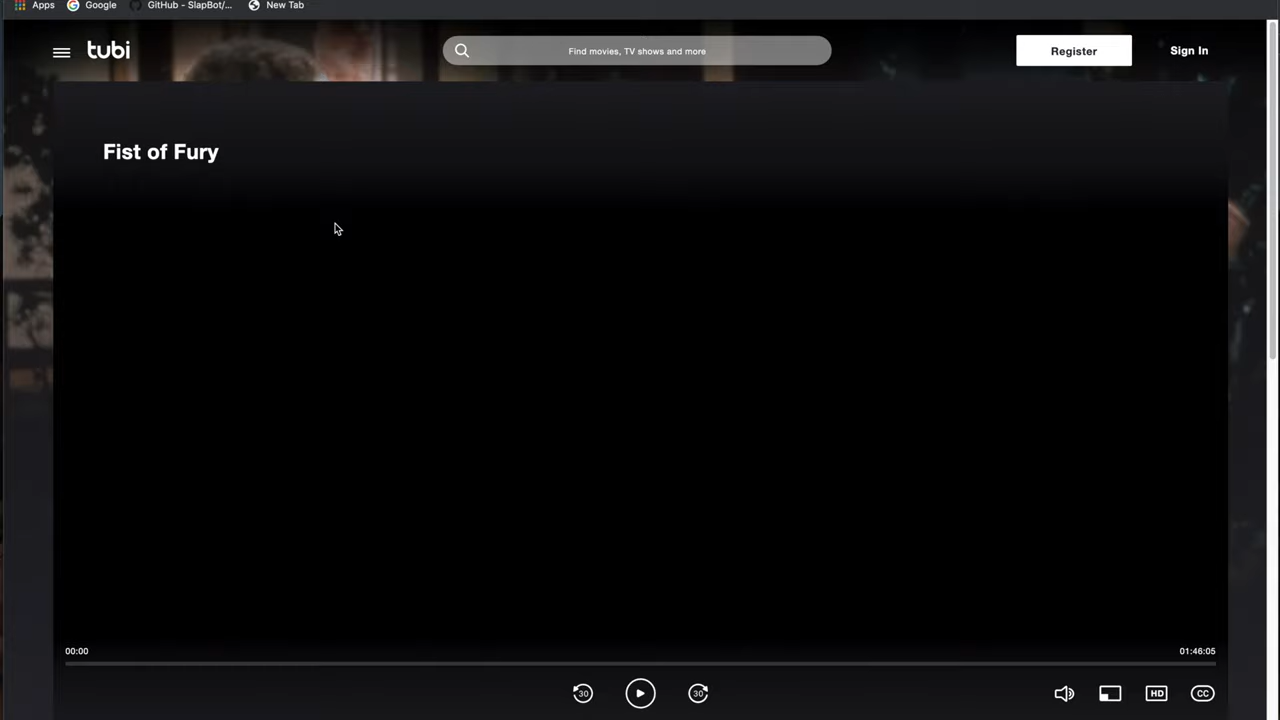 Apps Google GitHub - SlapBot/... New Tab
tubi Find movies, TV shows and more Register Sign In
Fist of Fury
00:00 01:46:05
30 30 HD CC